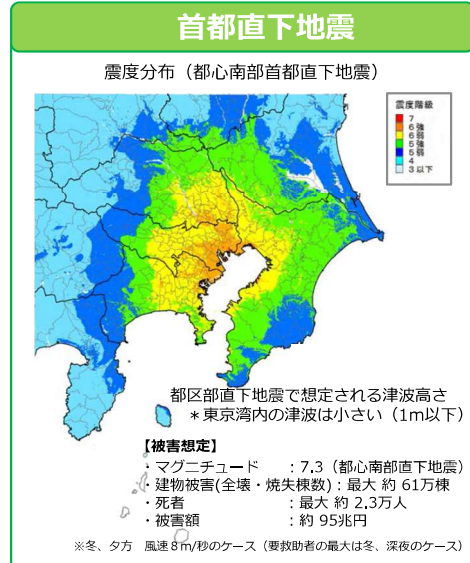 首都直下地震
震度分布（都心南部首都直下地震）
震度階級
7
6強
6弱
5強
5弱
4
3以下
都区部直下地震で想定される津波高さ
＊東京湾内の津波は小さい（1m以下）
【被害想定】
・マグニチュード　：7.3（都心南部直下地震）
・建物被害(全壊・焼失棟数)：最大 約 61万棟
・死者　：最大 約 2.3万人
・被害額　：約 95兆円
※冬、夕方　風速８m/秒のケース（要救助者の最大は冬、深夜のケース）